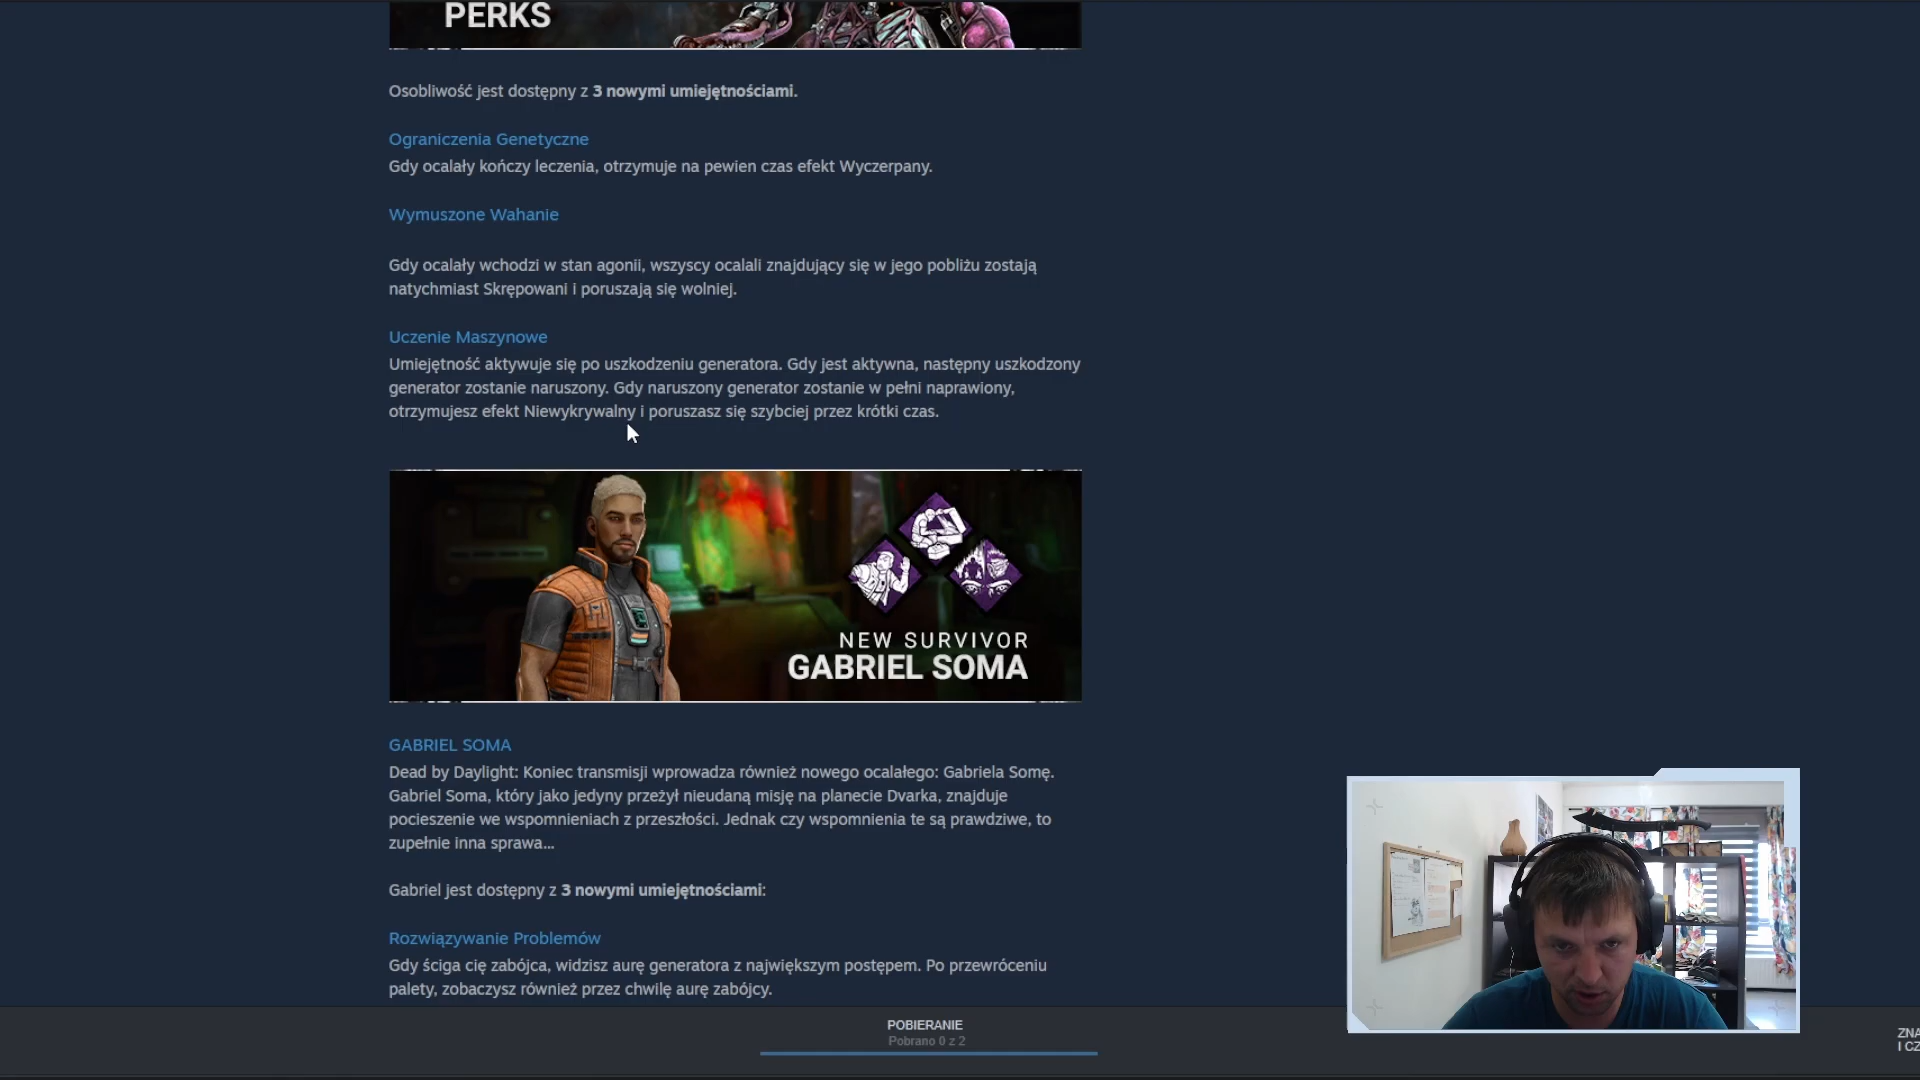 PERKS
Osobliwość jest dostępny z 3 nowymi umiejętnościami.
Ograniczenia Genetyczne
Gdy ocalały kończy leczenia, otrzymuje na pewien czas efekt Wyczerpany.
Wymuszone Wahanie
Gdy ocalały wchodzi w stan agonii, wszyscy ocalali znajdujący się w jego pobliżu zostają
natychmiast Skrępowani i poruszają się wolniej.
Uczenie Maszynowe
Umiejętność aktywuje się po uszkodzeniu generatora. Gdy jest aktywna, następny uszkodzony
generator zostanie naruszony. Gdy naruszony generator zostanie w pełni naprawiony,
otrzymujesz efekt Niewykrywalny i poruszasz się szybciej przez krótki czas.
NEW SURVIVOR
GABRIEL SOMA
GABRIEL SOMA
Dead by Daylight: Koniec transmisji wprowadza również nowego ocalałego: Gabriela Somę.
Gabriel Soma, który jako jedyny przeżył nieudaną misję na planecie Dvarka, znajduje
pocieszenie we wspomnieniach z przeszłości. Jednak czy wspomnienia te są prawdziwe, to
zupełnie inna sprawa...
Gabriel jest dostępny z 3 nowymi umiejętnościami:
Rozwiązywanie Problemów
Gdy ściga cię zabójca, widzisz aurę generatora z największym postępem. Po przewróceniu
palety, zobaczysz również przez chwilę aurę zabójcy.
POBIERANIE
Pobrano 0 z 2
ZNA
I CZ